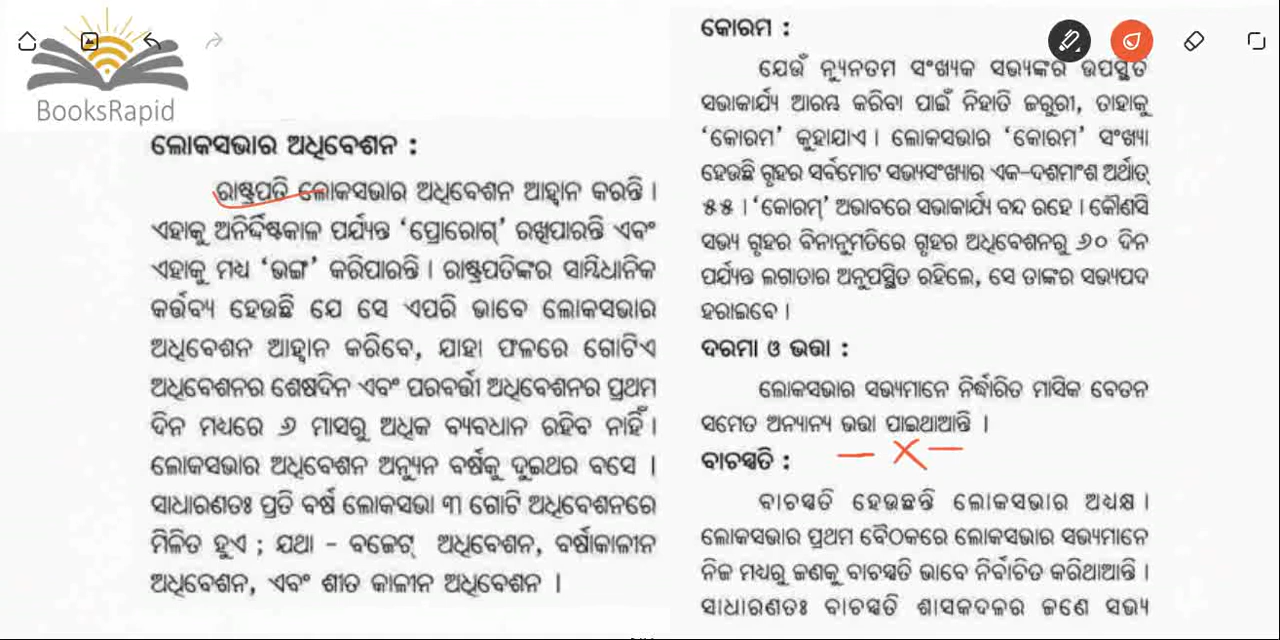 BooksRapid
ଲୋକସଭାର ଅଧିବେଶନ :
ରାଷ୍ଟ୍ରପତି ଲୋକସଭାର ଅଧିବେଶନ ଆହ୍ୱାନ କରନ୍ତି ।
ଏହାକୁ ଅନିର୍ଦ୍ଦିଷ୍ଟକାଳ ପର୍ଯ୍ୟନ୍ତ ‘ପ୍ରୋରୋଗ୍’ ରଖିପାରନ୍ତି ଏବଂ
ଏହାକୁ ମଧ୍ୟ ‘ଭଙ୍ଗ’ କରିପାରନ୍ତି । ରାଷ୍ଟ୍ରପତିଙ୍କର ସାମ୍ବିଧାନିକ
କର୍ତ୍ତବ୍ୟ ହେଉଛି ଯେ ସେ ଏପରି ଭାବେ ଲୋକସଭାର
ଅଧିବେଶନ ଆହ୍ୱାନ କରିବେ, ଯାହା ଫଳରେ ଗୋଟିଏ
ଅଧିବେଶନର ଶେଷଦିନ ଏବଂ ପରବର୍ତ୍ତୀ ଅଧିବେଶନର ପ୍ରଥମ
ଦିନ ମଧ୍ୟରେ ୬ ମାସରୁ ଅଧିକ ବ୍ୟବଧାନ ରହିବ ନାହିଁ ।
ଲୋକସଭାର ଅଧିବେଶନ ଅନ୍ୟୁନ ବର୍ଷକୁ ଦୁଇଥର ବସେ ।
ସାଧାରଣତଃ ପ୍ରତି ବର୍ଷ ଲୋକସଭା ୩ ଗୋଟି ଅଧିବେଶନରେ
ମିଳିତ ହୁଏ ; ଯଥା - ବଜେଟ୍ ଅଧିବେଶନ, ବର୍ଷାକାଳୀନ
ଅଧିବେଶନ, ଏବଂ ଶୀତ କାଳୀନ ଅଧିବେଶନ ।
କୋରମ :
ଯେଉଁ ନ୍ୟୁନତମ ସଂଖ୍ୟକ ସଭ୍ୟଙ୍କର ଉପସ୍ଥିତି
ସଭାକାର୍ଯ୍ୟ ଆରମ୍ଭ କରିବା ପାଇଁ ନିହାତି ଜରୁରୀ, ତାହାକୁ
‘କୋରମ’ କୁହାଯାଏ । ଲୋକସଭାର ‘କୋରମ’ ସଂଖ୍ୟା
ହେଉଛି ଗୃହର ସର୍ବମୋଟ ସଭ୍ୟସଂଖ୍ୟାର ଏକ-ଦଶମାଂଶ ଅର୍ଥାତ୍
୫୫ । ‘କୋରମ୍’ ଅଭାବରେ ସଭାକାର୍ଯ୍ୟ ବନ୍ଦ ରହେ । କୌଣସି
ସଭ୍ୟ ଗୃହର ବିନାନୁମତିରେ ଗୃହର ଅଧିବେଶନରୁ ୬୦ ଦିନ
ପର୍ଯ୍ୟନ୍ତ ଲଗାତାର ଅନୁପସ୍ଥିତ ରହିଲେ, ସେ ତାଙ୍କର ସଭ୍ୟପଦ
ହରାଇବେ ।
ଦରମା ଓ ଭତ୍ତା :
ଲୋକସଭାର ସଭ୍ୟମାନେ ନିର୍ଦ୍ଧାରିତ ମାସିକ ବେତନ
ସମେତ ଅନ୍ୟାନ୍ୟ ଭତ୍ତା ପାଇଥାଆନ୍ତି ।
ବାଚସ୍ପତି :
ବାଚସ୍ପତି ହେଉଛନ୍ତି ଲୋକସଭାର ଅଧ୍ୟକ୍ଷ ।
ଲୋକସଭାର ପ୍ରଥମ ବୈଠକରେ ଲୋକସଭାର ସଭ୍ୟମାନେ
ନିଜ ମଧ୍ୟରୁ ଜଣକୁ ବାଚସ୍ପତି ଭାବେ ନିର୍ବାଚିତ କରିଥାଆନ୍ତି ।
ସାଧାରଣତଃ ବାଚସ୍ପତି ଶାସକଦଳର ଜଣେ ସଭ୍ୟ